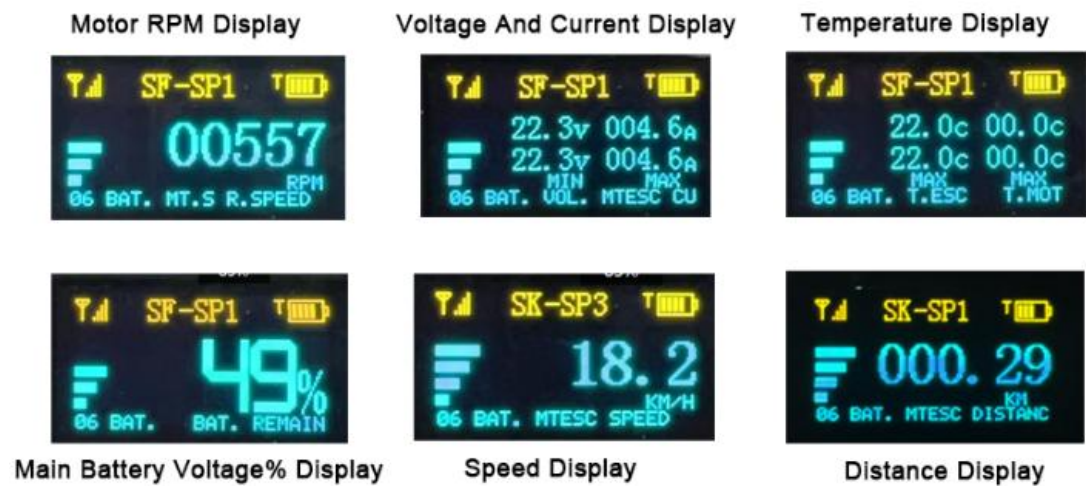 Motor RPM Display
SF-SP1 T
00557
RPM
06 BAT. MT.S R.SPEED
Voltage And Current Display
SF-SP1 T
22.3v 004.6A
22.3v 004.6A
MIN MAX
06 BAT. VOL. MTESC CU
Temperature Display
SF-SP1 T
22.0c 00.0c
22.0c 00.0c
MAX MAX
06 BAT. T.ESC T.MOT
SF-SP1 T
49%
06 BAT. BAT. REMAIN
Main Battery Voltage% Display
SK-SP3 T
18.2
KM/H
06 BAT. MTESC SPEED
Speed Display
SK-SP1 T
000.29
KM
06 BAT. MTESC DISTANC
Distance Display